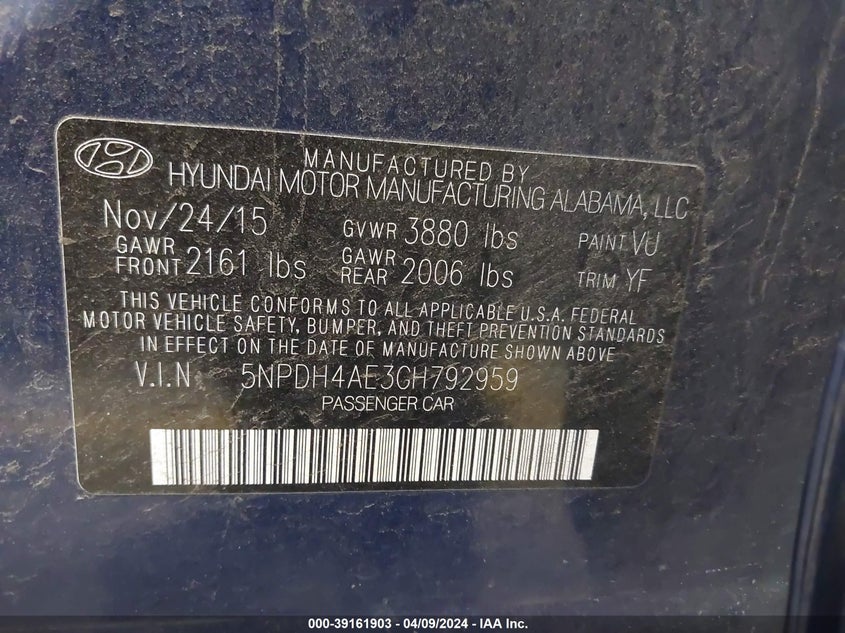 MANUFACTURED BY
HYUNDAI MOTOR MANUFACTURING ALABAMA, LLC
Nov/24/15 GVWR 3880 lbs PAINT VU
GAWR FRONT 2161 lbs GAWR REAR 2006 lbs TRIM YF
THIS VEHICLE CONFORMS TO ALL APPLICABLE U.S.A. FEDERAL
MOTOR VEHICLE SAFETY, BUMPER, AND THEFT PREVENTION STANDARDS
IN EFFECT ON THE DATE OF MANUFACTURE SHOWN ABOVE
V.I.N 5NPDH4AE3GH792959
PASSENGER CAR
000-39161903 - 04/09/2024 - IAA Inc.